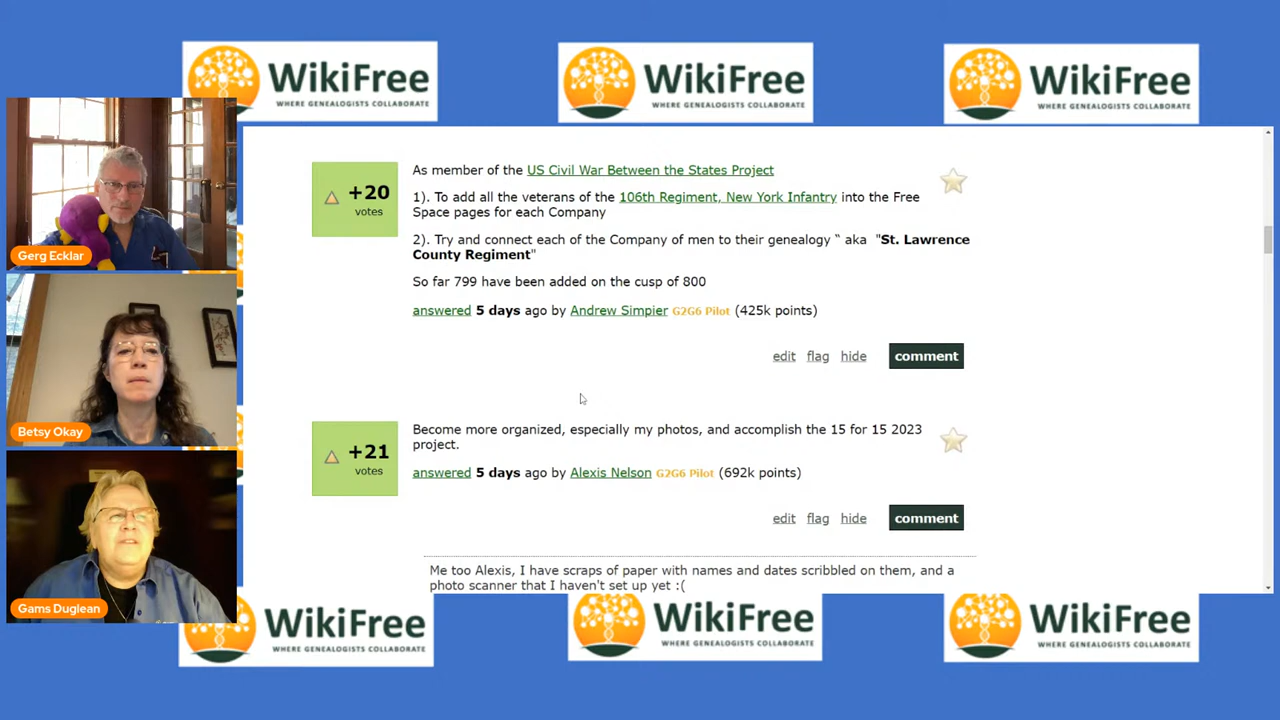 WikiFree
WHERE GENEALOGISTS COLLABORATE
WikiFree
WHERE GENEALOGISTS COLLABORATE
WikiFree
WHERE GENEALOGISTS COLLABORATE
Gerg Ecklar
Betsy Okay
Gams Duglean
+20
votes
As member of the US Civil War Between the States Project
1). To add all the veterans of the 106th Regiment, New York Infantry into the Free
Space pages for each Company
2). Try and connect each of the Company of men to their genealogy “ aka "St. Lawrence
County Regiment"
So far 799 have been added on the cusp of 800
answered 5 days ago by Andrew Simpier G2G6 Pilot (425k points)
edit flag hide comment
+21
votes
Become more organized, especially my photos, and accomplish the 15 for 15 2023
project.
answered 5 days ago by Alexis Nelson G2G6 Pilot (692k points)
edit flag hide comment
Me too Alexis, I have scraps of paper with names and dates scribbled on them, and a
photo scanner that I haven't set up yet :(
WikiFree
WHERE GENEALOGISTS COLLABORATE
WikiFree
WHERE GENEALOGISTS COLLABORATE
WikiFree
WHERE GENEALOGISTS COLLABORATE